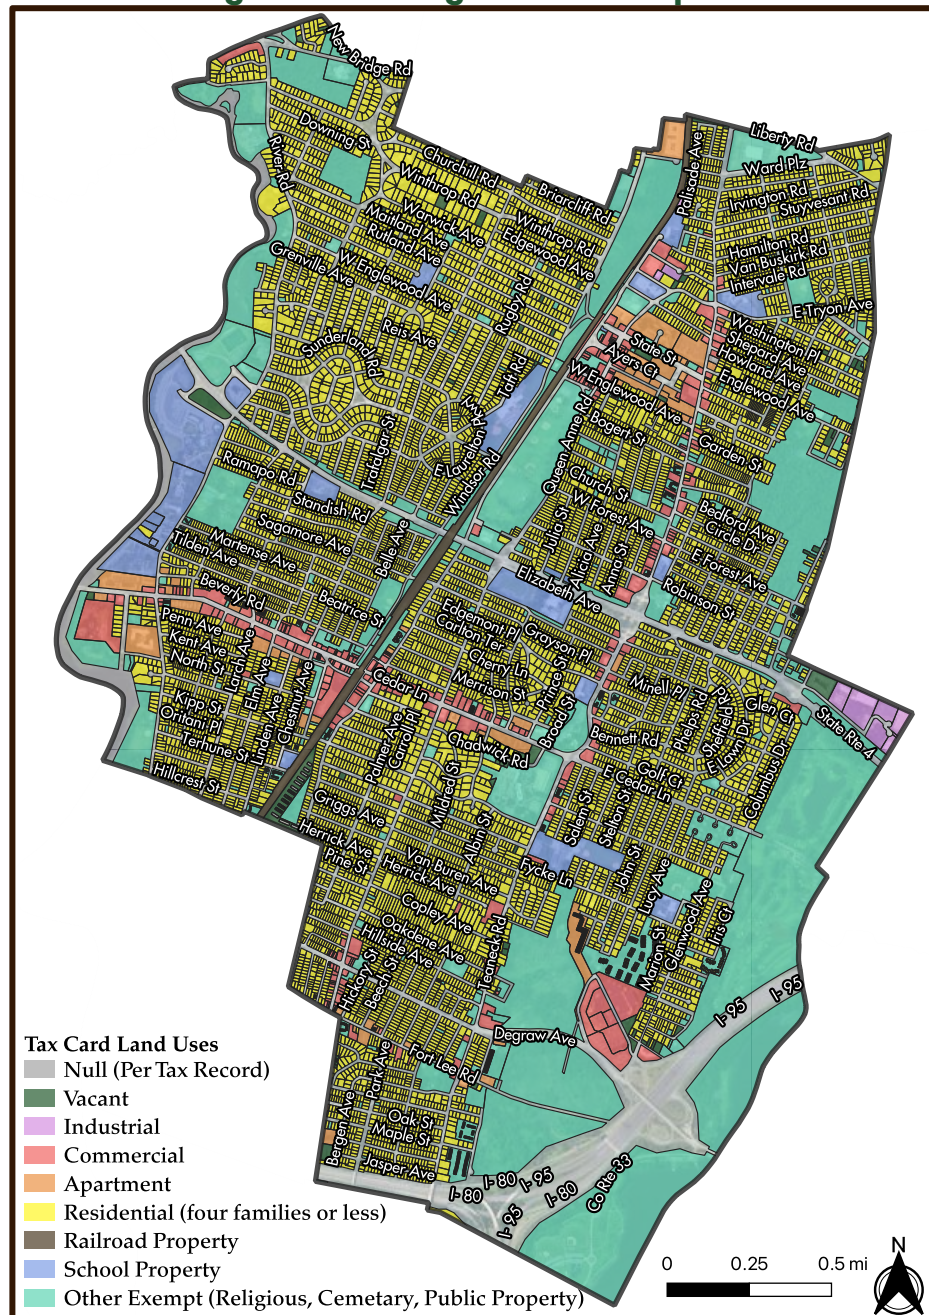 New Bridge Rd
Downing St
River Rd
Churchill Rd
Winthrop Rd
Briarcliff Rd
Warwick Ave
Maitland Ave
Rutland Ave
Winthrop Rd
Edgewood Ave
Grenville Ave
W Englewood Ave
Rugby Rd
Reis Ave
Sunderland Rd
Taft Rd
Trafalgar St
E Laurelton Pkwy
Windsor Rd
Palisade Ave
Liberty Rd
Ward Plz
Irvington Rd
Stuyvesant Rd
Hamilton Rd
Van Buskirk Rd
Intervale Rd
E Tryon Ave
Washington Pl
Shepard Ave
Howland Ave
Englewood Ave
State St
Ayers Ct
W Englewood Ave
Queen Anne Rd
Bogert St
Garden St
Church St
W Forest Ave
Julia St
Alicia Ave
Anna St
Bedford Ave
Circle Dr
E Forest Ave
Robinson St
Elizabeth Ave
Ramapo Rd
Standish Rd
Sagamore Ave
Belle Ave
Martense Ave
Tilden Ave
Beverly Rd
Beatrice St
Penn Ave
Kent Ave
North St
Larch Ave
Elm Ave
Linden Ave
Chestnut Ave
Kipp St
Oritani Pl
Terhune St
Hillcrest St
Edgemont Pl
Carlton Ter
Grayson Pl
Cherry Ln
Merrison St
Prince St
Cedar Ln
Chadwick Rd
Broad St
Palmer Ave
Carroll Pl
Minell Pl
Phelps Rd
Sheffield Rd
E Lawn Dr
Glen Ct
State Rte 4
Bennett Rd
Golf Ct
E Cedar Ln
Columbus Dr
Griggs Ave
Herrick Ave
Pine St
Mildred St
Albin St
Van Buren Ave
Herrick Ave
Salem St
Stelton St
John St
Fycke Ln
Lucy Ave
Copley Ave
Oakdene Ave
Hillside Ave
Teaneck Rd
Marion St
Glenwood Ave
Iris Ct
Hickory St
Beech St
Degraw Ave
I- 95
I- 95
Fort Lee Rd
Park Ave
Bergen Ave
Oak St
Maple St
Jasper Ave
I- 80
I- 80
I- 95
I- 80
I- 95
Co Rte 33
Tax Card Land Uses
Null (Per Tax Record)
Vacant
Industrial
Commercial
Apartment
Residential (four families or less)
Railroad Property
School Property
Other Exempt (Religious, Cemetary, Public Property)
0 0.25 0.5 mi
N